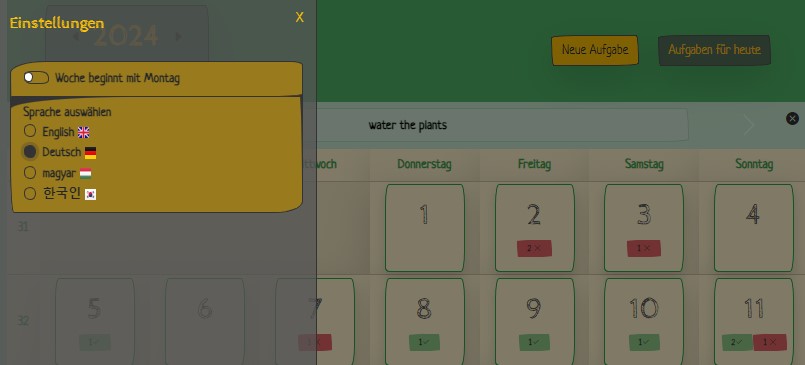 Einstellungen
X
2024
Neue Aufgabe
Aufgaben für heute
Woche beginnt mit Montag
Sprache auswählen
English
Deutsch
magyar
한국인
water the plants
Donnerstag
Freitag
Samstag
Sonntag
31
1
2
3
4
2 ×
1 ×
32
5
6
7
8
9
10
11
1 ✓
1 ✓
1 ✓
2 ✓
1 ×